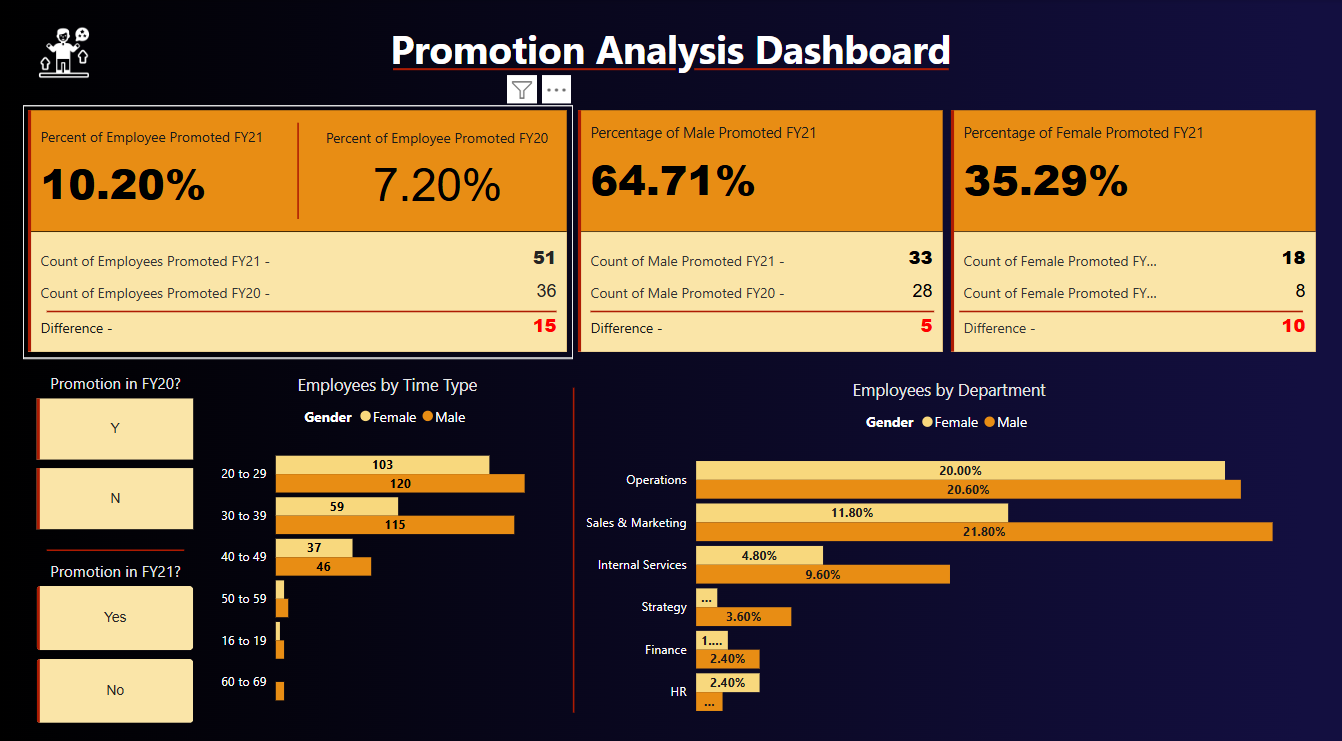 Promotion Analysis Dashboard
Percent of Employee Promoted FY21
10.20%
Percent of Employee Promoted FY20
7.20%
Count of Employees Promoted FY21 -
51
Count of Employees Promoted FY20 -
36
Difference -
15
Percentage of Male Promoted FY21
64.71%
Count of Male Promoted FY21 -
33
Count of Male Promoted FY20 -
28
Difference -
5
Percentage of Female Promoted FY21
35.29%
Count of Female Promoted FY...
18
Count of Female Promoted FY...
8
Difference -
10
Promotion in FY20?
Y
N
Promotion in FY21?
Yes
No
Employees by Time Type
Gender Female Male
20 to 29
103
120
30 to 39
59
115
40 to 49
37
46
50 to 59
16 to 19
60 to 69
Employees by Department
Gender Female Male
Operations
20.00%
20.60%
Sales & Marketing
11.80%
21.80%
Internal Services
4.80%
9.60%
Strategy
...
3.60%
Finance
1....
2.40%
HR
2.40%
...